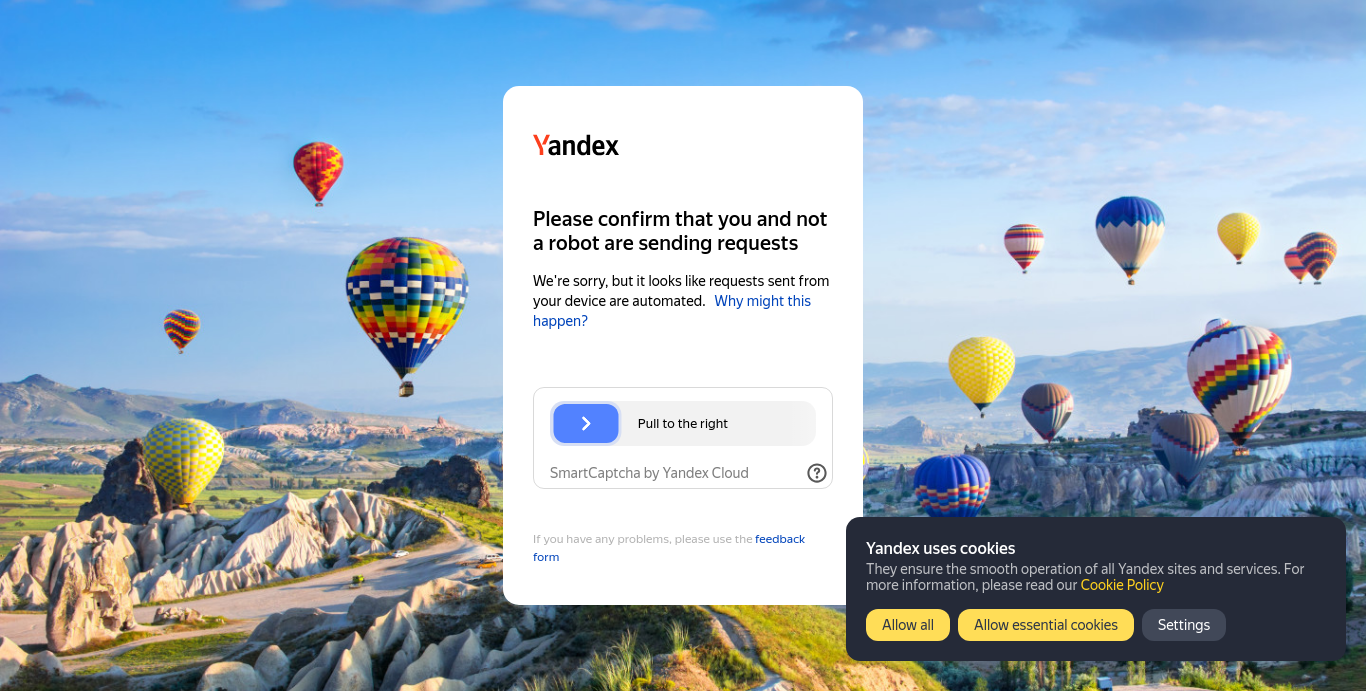 Yandex
Please confirm that you and not
a robot are sending requests
We're sorry, but it looks like requests sent from
your device are automated. Why might this
happen?
Pull to the right
SmartCaptcha by Yandex Cloud
If you have any problems, please use the feedback
form
Yandex uses cookies
They ensure the smooth operation of all Yandex sites and services. For
more information, please read our Cookie Policy
Allow all
Allow essential cookies
Settings